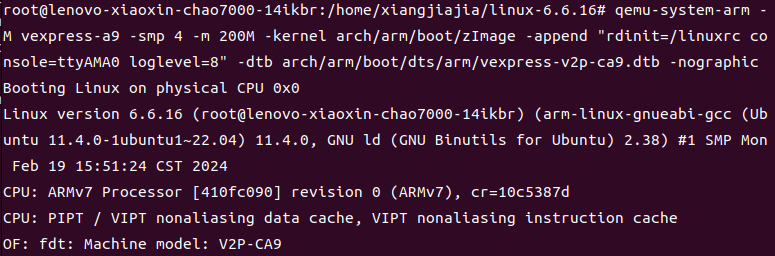 root@lenovo-xiaoxin-chao7000-14ikbr:/home/xiangjiajia/linux-6.6.16# qemu-system-arm -
M vexpress-a9 -smp 4 -m 200M -kernel arch/arm/boot/zImage -append "rdinit=/linuxrc co
nsole=ttyAMA0 loglevel=8" -dtb arch/arm/boot/dts/arm/vexpress-v2p-ca9.dtb -nographic
Booting Linux on physical CPU 0x0
Linux version 6.6.16 (root@lenovo-xiaoxin-chao7000-14ikbr) (arm-linux-gnueabi-gcc (Ub
untu 11.4.0-1ubuntu1~22.04) 11.4.0, GNU ld (GNU Binutils for Ubuntu) 2.38) #1 SMP Mon
 Feb 19 15:51:24 CST 2024
CPU: ARMv7 Processor [410fc090] revision 0 (ARMv7), cr=10c5387d
CPU: PIPT / VIPT nonaliasing data cache, VIPT nonaliasing instruction cache
OF: fdt: Machine model: V2P-CA9